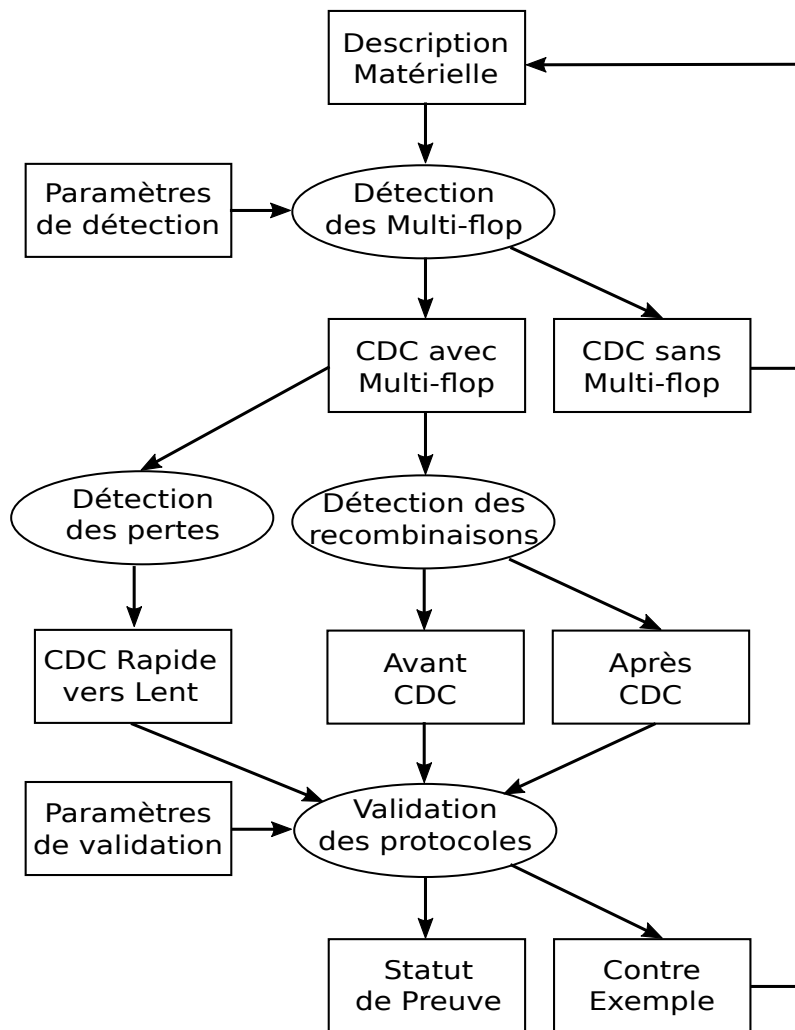 Description
Matérielle
Paramètres
de détection
Détection
des Multi-flop
CDC avec
Multi-flop
CDC sans
Multi-flop
Détection
des pertes
Détection des
recombinaisons
CDC Rapide
vers Lent
Avant
CDC
Après
CDC
Paramètres
de validation
Validation
des protocoles
Statut
de Preuve
Contre
Exemple